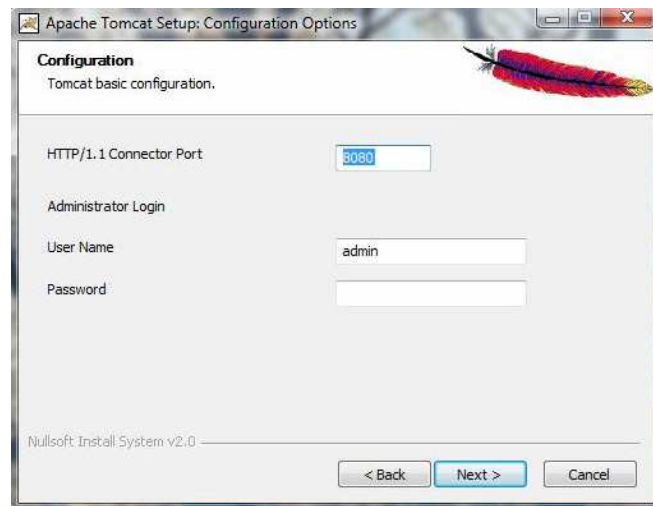 Apache Tomcat Setup: Configuration Options
Configuration
Tomcat basic configuration.
HTTP/1.1 Connector Port
8080
Administrator Login
User Name
admin
Password
Nullsoft Install System v2.0
< Back
Next >
Cancel